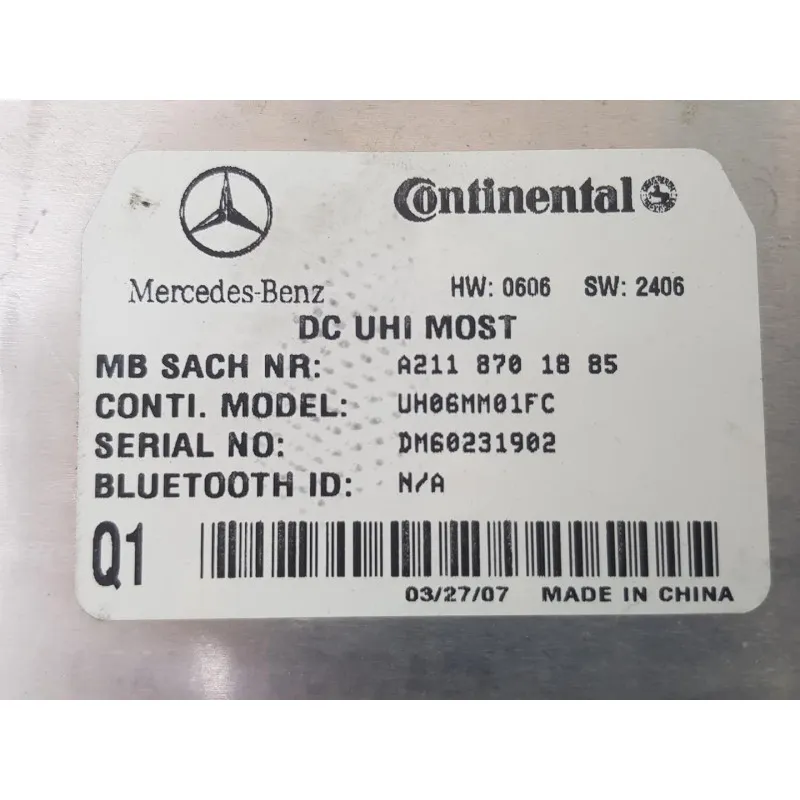 Continental
Mercedes-Benz
HW: 0606 SW: 2406
DC UHI MOST
MB SACH NR: A211 870 18 85
CONTI. MODEL: UH06MM01FC
SERIAL NO: DM60231902
BLUETOOTH ID: N/A
Q1
03/27/07 MADE IN CHINA